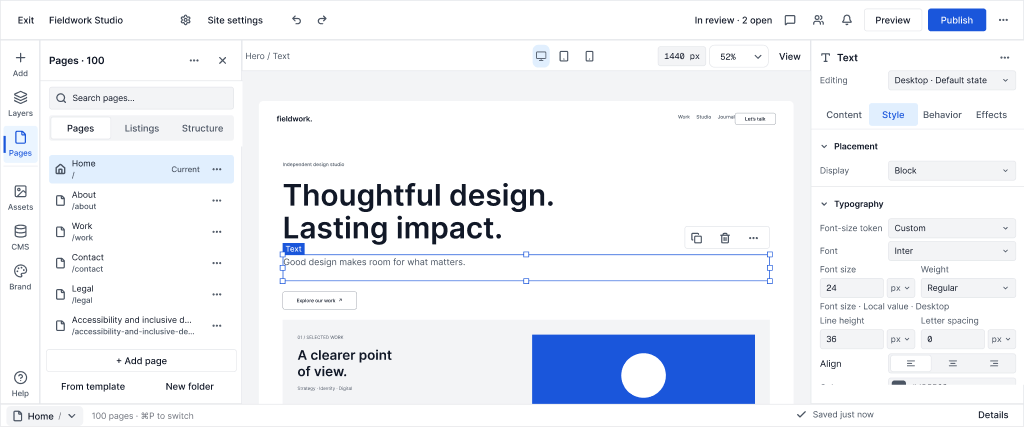 Exit Fieldwork Studio Site settings In review · 2 open Preview Publish
Add
Layers
Pages
Assets
CMS
Brand
Help
Pages · 100
Search pages...
Pages Listings Structure
Home
/
Current
About
/about
Work
/work
Contact
/contact
Legal
/legal
Accessibility and inclusive d...
/accessibility-and-inclusive-de...
+ Add page
From template New folder
Hero / Text 1440 px 52% View
fieldwork. Work Studio Journal Let's talk
Independent design studio
Thoughtful design.
Lasting impact.
Text
Good design makes room for what matters.
Explore our work ↗
01 / SELECTED WORK
A clearer point
of view.
Strategy · Identity · Digital
Text
Editing Desktop · Default state
Content Style Behavior Effects
Placement
Display Block
Typography
Font-size token Custom
Font Inter
Font size Weight
24 px Regular
Font size · Local value · Desktop
Line height Letter spacing
36 px 0 px
Align
Home / 100 pages · ⌘P to switch Saved just now Details